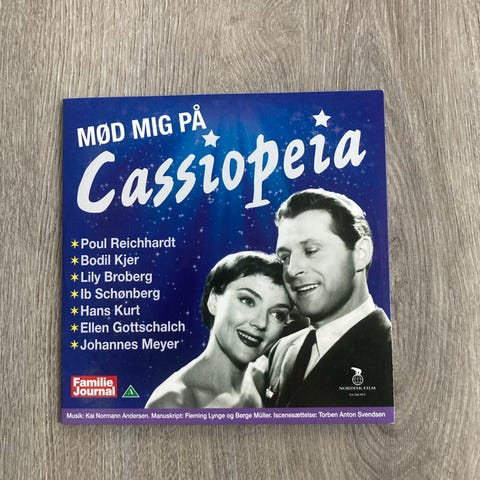 MØD MIG PÅ
Cassiopeia
Poul Reichhardt
Bodil Kjer
Lily Broberg
Ib Schønberg
Hans Kurt
Ellen Gottschalch
Johannes Meyer
Familie
Journal
A
NORDISK FILM
Musik: Kai Normann Andersen. Manuskript: Fleming Lynge og Børge Müller. Iscenesættelse: Torben Anton Svendsen